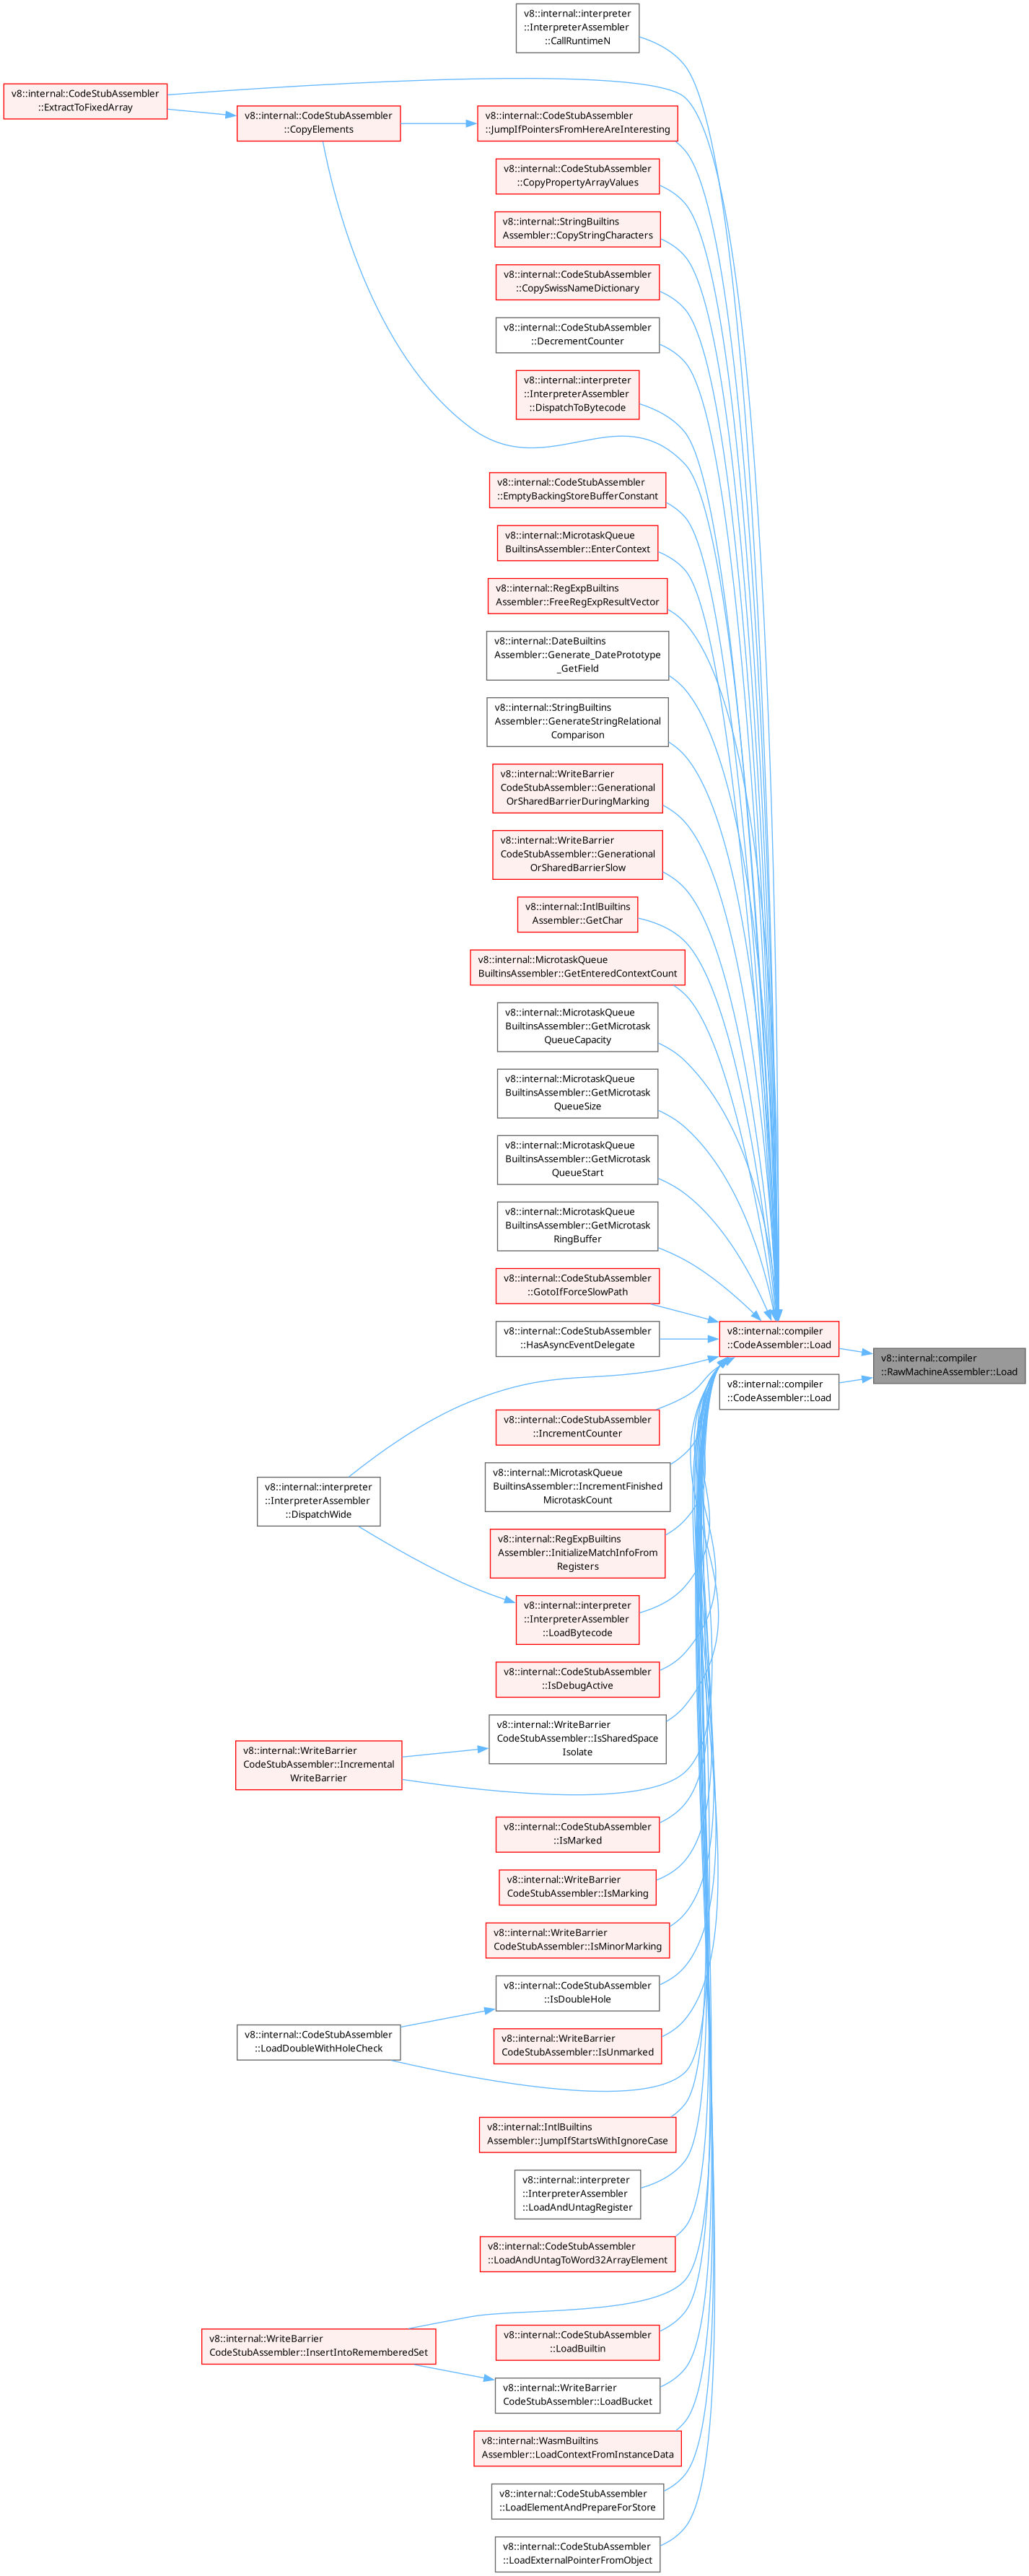 v8::internal::interpreter
::InterpreterAssembler
::CallRuntimeN
v8::internal::CodeStubAssembler
::ExtractToFixedArray
v8::internal::CodeStubAssembler
::CopyElements
v8::internal::CodeStubAssembler
::JumpIfPointersFromHereAreInteresting
v8::internal::CodeStubAssembler
::CopyPropertyArrayValues
v8::internal::StringBuiltins
Assembler::CopyStringCharacters
v8::internal::CodeStubAssembler
::CopySwissNameDictionary
v8::internal::CodeStubAssembler
::DecrementCounter
v8::internal::interpreter
::InterpreterAssembler
::DispatchToBytecode
v8::internal::CodeStubAssembler
::EmptyBackingStoreBufferConstant
v8::internal::MicrotaskQueue
BuiltinsAssembler::EnterContext
v8::internal::RegExpBuiltins
Assembler::FreeRegExpResultVector
v8::internal::DateBuiltins
Assembler::Generate_DatePrototype
_GetField
v8::internal::StringBuiltins
Assembler::GenerateStringRelational
Comparison
v8::internal::WriteBarrier
CodeStubAssembler::Generational
OrSharedBarrierDuringMarking
v8::internal::WriteBarrier
CodeStubAssembler::Generational
OrSharedBarrierSlow
v8::internal::IntlBuiltins
Assembler::GetChar
v8::internal::MicrotaskQueue
BuiltinsAssembler::GetEnteredContextCount
v8::internal::MicrotaskQueue
BuiltinsAssembler::GetMicrotask
QueueCapacity
v8::internal::MicrotaskQueue
BuiltinsAssembler::GetMicrotask
QueueSize
v8::internal::MicrotaskQueue
BuiltinsAssembler::GetMicrotask
QueueStart
v8::internal::MicrotaskQueue
BuiltinsAssembler::GetMicrotask
RingBuffer
v8::internal::CodeStubAssembler
::GotoIfForceSlowPath
v8::internal::CodeStubAssembler
::HasAsyncEventDelegate
v8::internal::compiler
::CodeAssembler::Load
v8::internal::compiler
::RawMachineAssembler::Load
v8::internal::compiler
::CodeAssembler::Load
v8::internal::CodeStubAssembler
::IncrementCounter
v8::internal::MicrotaskQueue
BuiltinsAssembler::IncrementFinished
MicrotaskCount
v8::internal::interpreter
::InterpreterAssembler
::DispatchWide
v8::internal::RegExpBuiltins
Assembler::InitializeMatchInfoFrom
Registers
v8::internal::interpreter
::InterpreterAssembler
::LoadBytecode
v8::internal::CodeStubAssembler
::IsDebugActive
v8::internal::WriteBarrier
CodeStubAssembler::IsSharedSpace
Isolate
v8::internal::WriteBarrier
CodeStubAssembler::Incremental
WriteBarrier
v8::internal::CodeStubAssembler
::IsMarked
v8::internal::WriteBarrier
CodeStubAssembler::IsMarking
v8::internal::WriteBarrier
CodeStubAssembler::IsMinorMarking
v8::internal::CodeStubAssembler
::IsDoubleHole
v8::internal::CodeStubAssembler
::LoadDoubleWithHoleCheck
v8::internal::WriteBarrier
CodeStubAssembler::IsUnmarked
v8::internal::IntlBuiltins
Assembler::JumpIfStartsWithIgnoreCase
v8::internal::interpreter
::InterpreterAssembler
::LoadAndUntagRegister
v8::internal::CodeStubAssembler
::LoadAndUntagToWord32ArrayElement
v8::internal::WriteBarrier
CodeStubAssembler::InsertIntoRememberedSet
v8::internal::CodeStubAssembler
::LoadBuiltin
v8::internal::WriteBarrier
CodeStubAssembler::LoadBucket
v8::internal::WasmBuiltins
Assembler::LoadContextFromInstanceData
v8::internal::CodeStubAssembler
::LoadElementAndPrepareForStore
v8::internal::CodeStubAssembler
::LoadExternalPointerFromObject